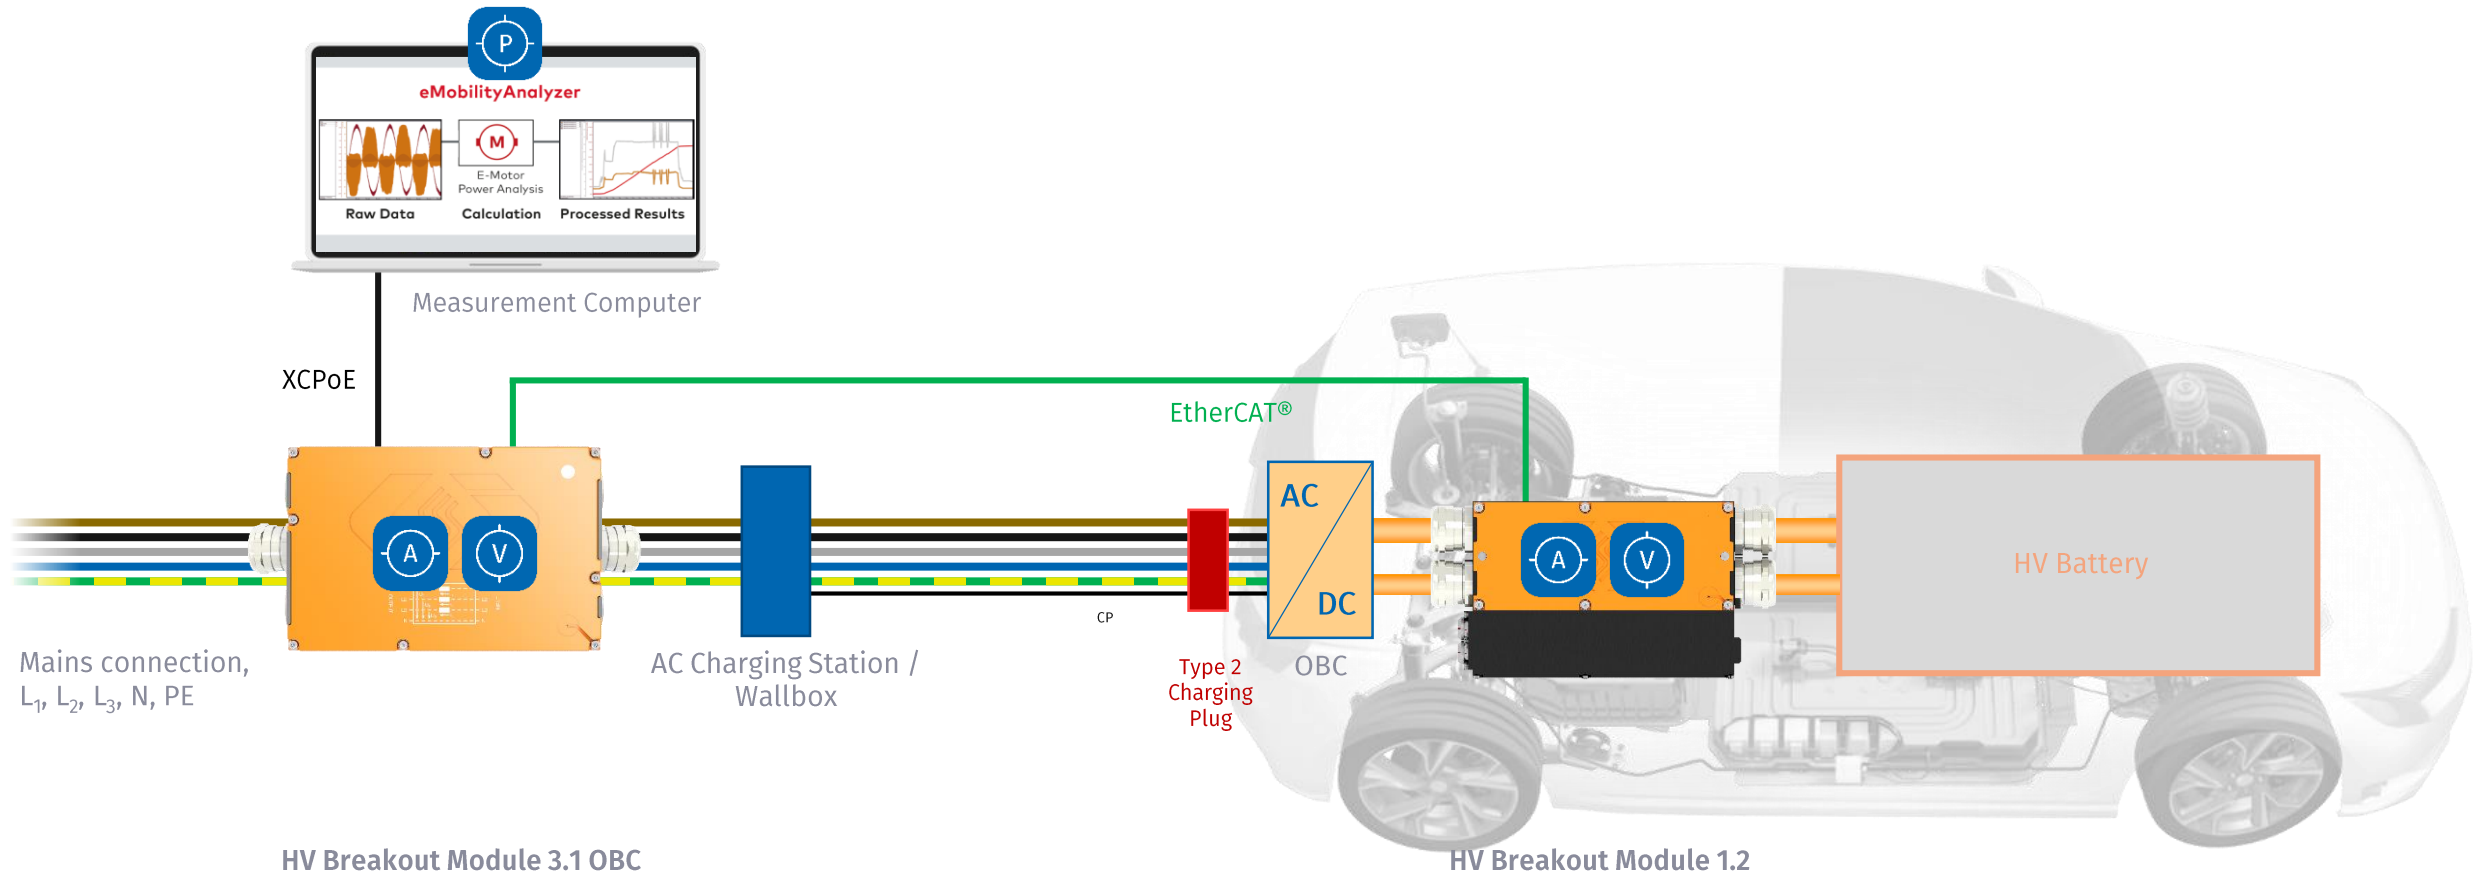 P
eMobilityAnalyzer
M
E-Motor
Power Analysis
Raw Data
Calculation
Processed Results
Measurement Computer
XCPoE
EtherCAT®
A
V
AC
DC
A
V
HV Battery
CP
Mains connection,
L1, L2, L3, N, PE
AC Charging Station /
Wallbox
Type 2
Charging
Plug
OBC
HV Breakout Module 3.1 OBC
HV Breakout Module 1.2